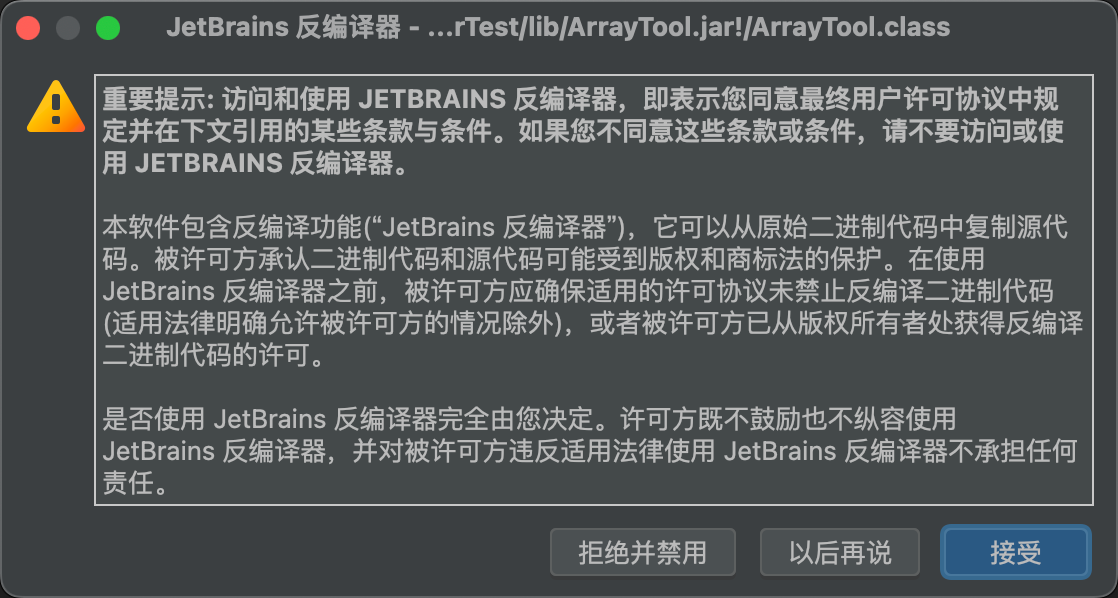 JetBrains 反编译器 - ...rTest/lib/ArrayTool.jar!/ArrayTool.class
重要提示: 访问和使用 JETBRAINS 反编译器，即表示您同意最终用户许可协议中规
定并在下文引用的某些条款与条件。如果您不同意这些条款或条件，请不要访问或使
用 JETBRAINS 反编译器。
本软件包含反编译功能(“JetBrains 反编译器”)，它可以从原始二进制代码中复制源代
码。被许可方承认二进制代码和源代码可能受到版权和商标法的保护。在使用
JetBrains 反编译器之前，被许可方应确保适用的许可协议未禁止反编译二进制代码
(适用法律明确允许被许可方的情况除外)，或者被许可方已从版权所有者处获得反编译
二进制代码的许可。
是否使用 JetBrains 反编译器完全由您决定。许可方既不鼓励也不纵容使用
JetBrains 反编译器，并对被许可方违反适用法律使用 JetBrains 反编译器不承担任何
责任。
拒绝并禁用
以后再说
接受